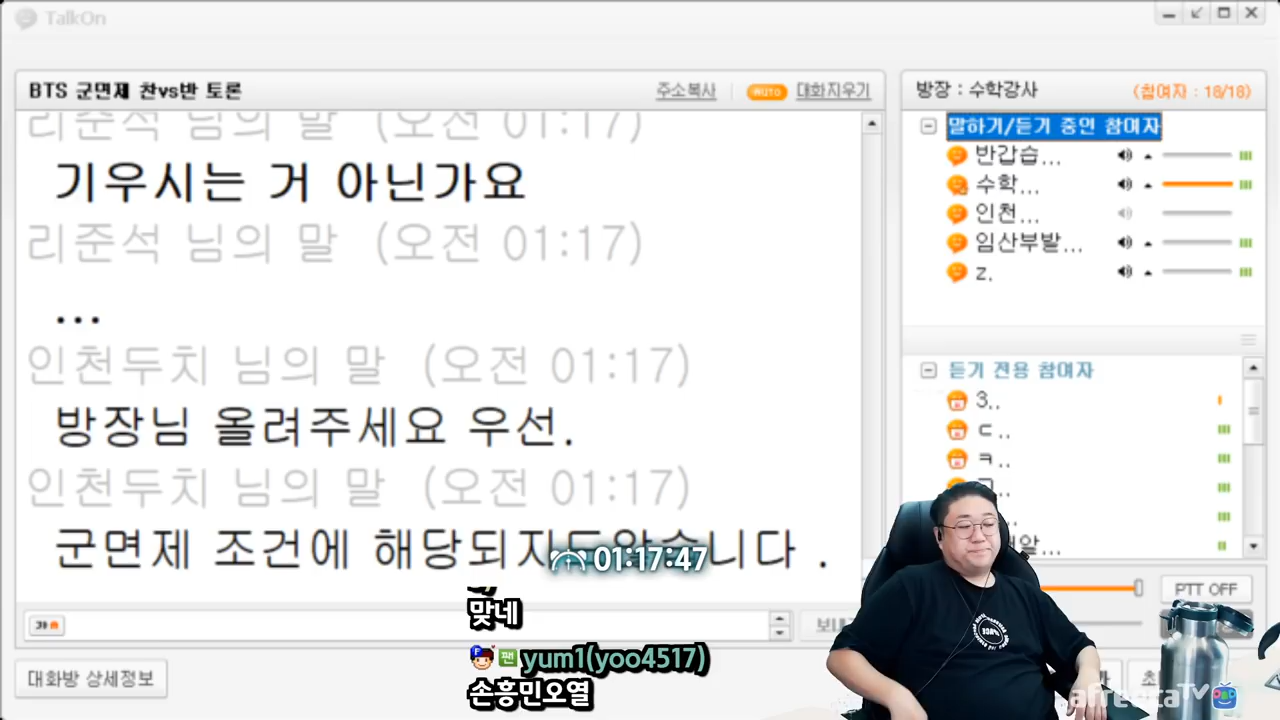 TalkOn
BTS 군면제 찬vs반 토론
주소복사
AUTO
대화지우기
리준석 님의 말 (오전 01:17)
기우시는 거 아닌가요
리준석 님의 말 (오전 01:17)
...
인천두치 님의 말 (오전 01:17)
방장님 올려주세요 우선.
인천두치 님의 말 (오전 01:17)
군면제 조건에 해당되지도않습니다 .
01:17:47
맞네
yum1(yoo4517)
손흥민오열
가
보내
대화방 상세정보
방장 : 수학강사
(참여자 : 18/18)
말하기/듣기 중인 참여자
반갑습...
수학...
인천...
임산부밭...
z.
듣기 전용 참여자
3..
ㄷ..
ㅋ..
PTT OFF
afreecaTV